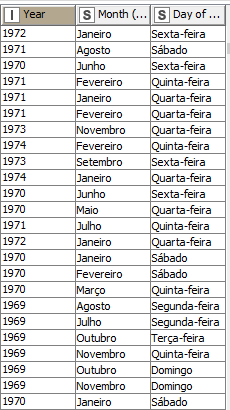 I Year S Month (... S Day of ...
1972 Janeiro Sexta-feira
1971 Agosto Sábado
1970 Junho Sexta-feira
1971 Fevereiro Quinta-feira
1971 Janeiro Quarta-feira
1971 Fevereiro Quarta-feira
1973 Novembro Quarta-feira
1974 Fevereiro Quinta-feira
1973 Setembro Sexta-feira
1974 Janeiro Quarta-feira
1970 Junho Sexta-feira
1970 Maio Quarta-feira
1971 Julho Quinta-feira
1972 Janeiro Quarta-feira
1970 Janeiro Sábado
1970 Fevereiro Sábado
1970 Março Quinta-feira
1969 Agosto Segunda-feira
1969 Julho Segunda-feira
1969 Outubro Terça-feira
1969 Novembro Quinta-feira
1969 Outubro Domingo
1969 Novembro Domingo
1970 Janeiro Sábado